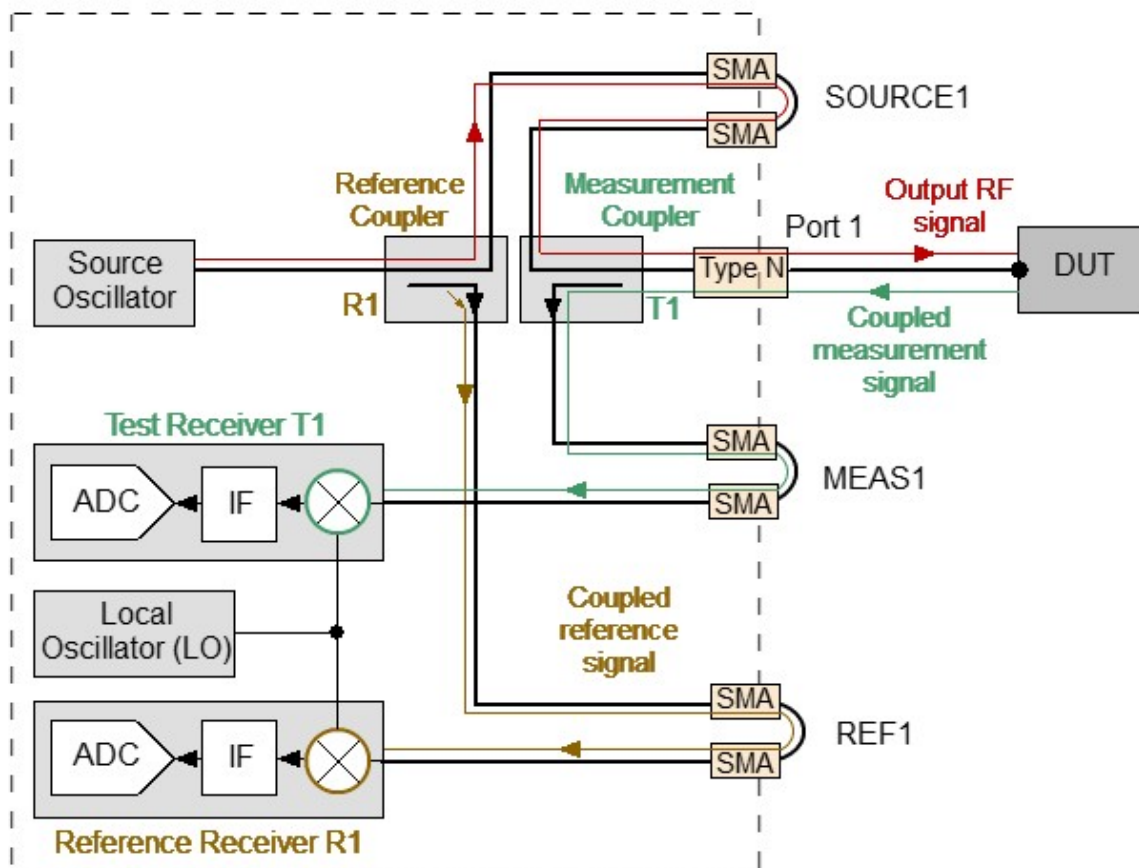 SMA
SOURCE1
SMA
Reference
Coupler
Measurement
Coupler
Output RF
signal
Port 1
Source
Oscillator
Type N
DUT
R1
T1
Coupled
measurement
signal
Test Receiver T1
SMA
MEAS1
ADC
IF
SMA
Local
Oscillator (LO)
Coupled
reference
signal
SMA
REF1
ADC
IF
SMA
Reference Receiver R1